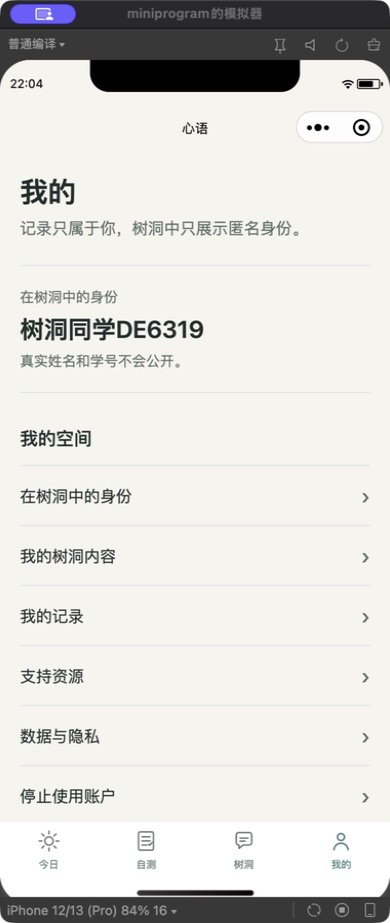 miniprogram的模拟器
普通编译
22:04
心语
我的
记录只属于你，树洞中只展示匿名身份。
在树洞中的身份
树洞同学DE6319
真实姓名和学号不会公开。
我的空间
在树洞中的身份
我的树洞内容
我的记录
支持资源
数据与隐私
停止使用账户
今日 自测 树洞 我的
iPhone 12/13 (Pro) 84% 16